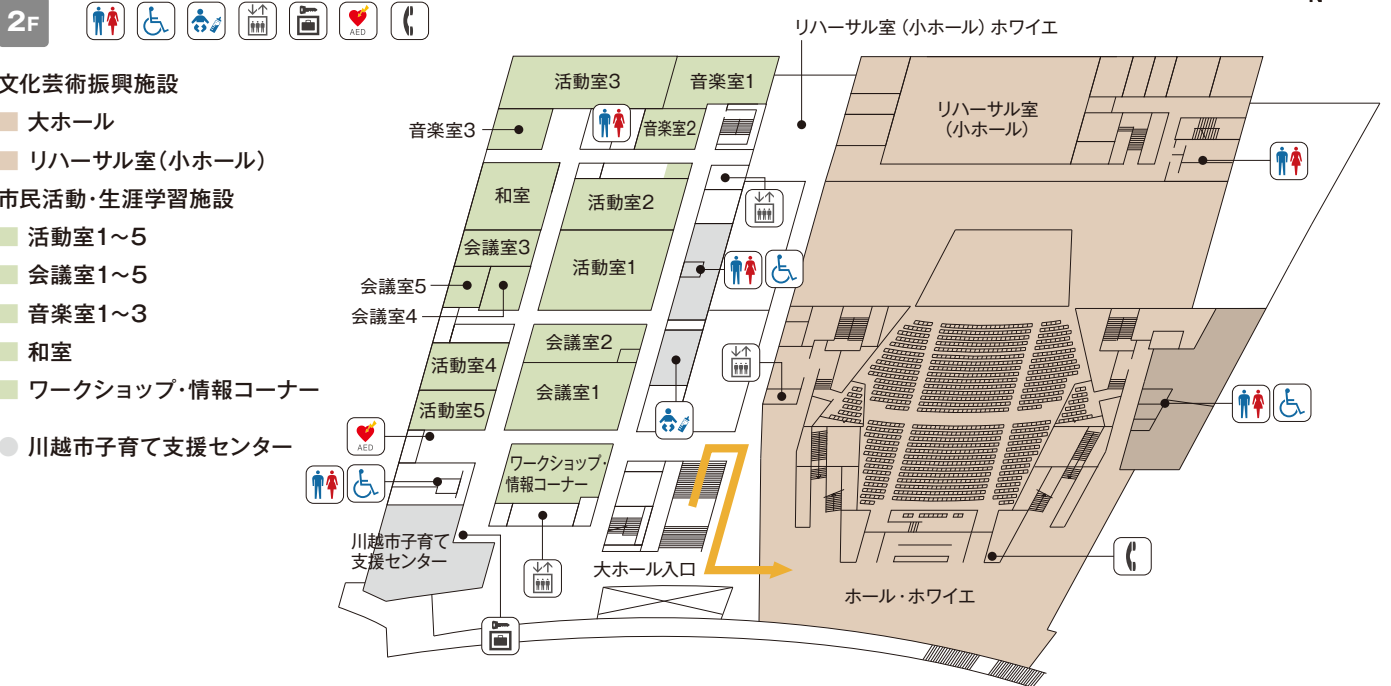 2F
AED
N
文化芸術振興施設
大ホール
リハーサル室(小ホール)
市民活動・生涯学習施設
活動室1〜5
会議室1〜5
音楽室1〜3
和室
ワークショップ・情報コーナー
川越市子育て支援センター
リハーサル室 (小ホール) ホワイエ
活動室3
音楽室1
音楽室3
音楽室2
リハーサル室
(小ホール)
和室
活動室2
会議室3
活動室1
会議室5
会議室4
会議室2
活動室4
会議室1
活動室5
AED
ワークショップ・
情報コーナー
川越市子育て
支援センター
大ホール入口
ホール・ホワイエ